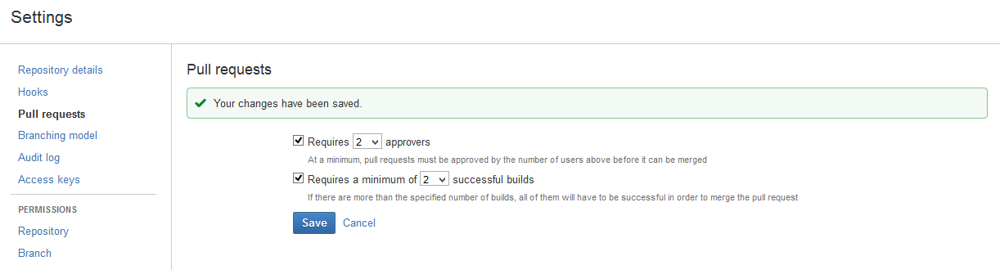 Settings
Repository details
Hooks
Pull requests
Branching model
Audit log
Access keys
PERMISSIONS
Repository
Branch
Pull requests
Your changes have been saved.
Requires 2 approvers
At a minimum, pull requests must be approved by the number of users above before it can be merged
Requires a minimum of 2 successful builds
If there are more than the specified number of builds, all of them will have to be successful in order to merge the pull request
Save Cancel